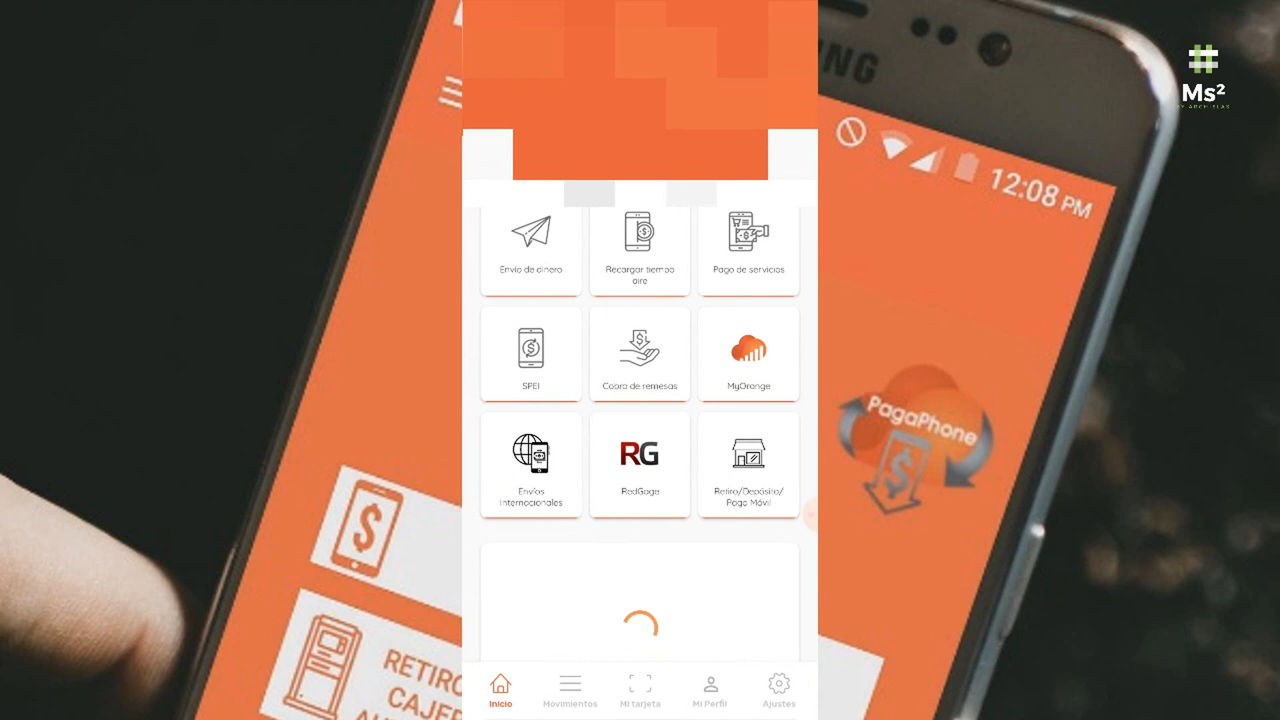 Ms²
12:08 PM
Envío de dinero
Recargar tiempo
aire
Pago de servicios
SPEI
Cobro de remesas
MyOrange
PagaPhone
Envíos
Internacionales
RG
RedGage
Retiro/Depósito/
Pago Móvil
RETIRO
CAJER
Inicio
Movimientos
Mi tarjeta
Mi Perfil
Ajustes